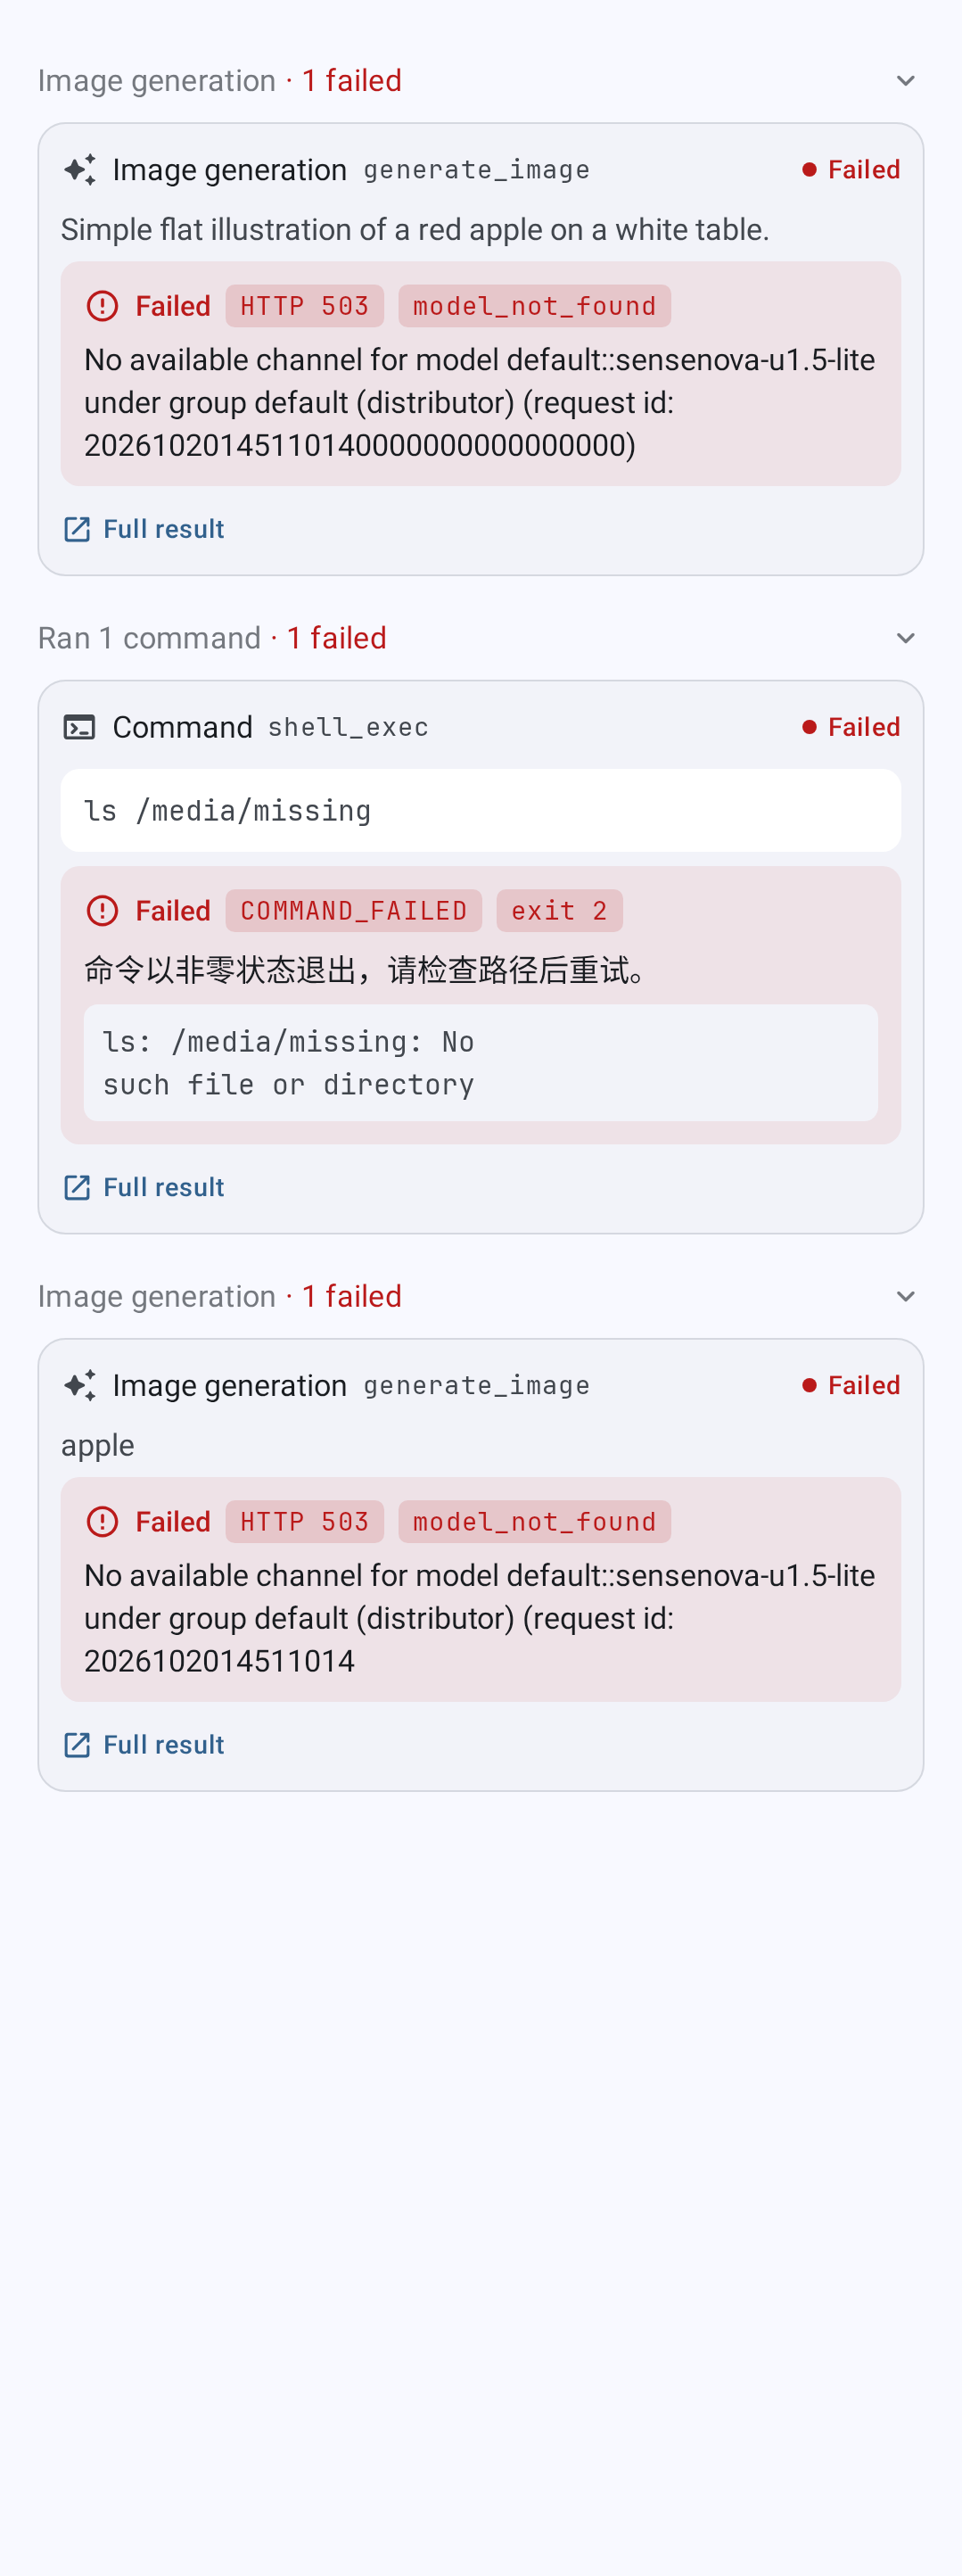 Image generation · 1 failed
Image generation generate_image Failed
Simple flat illustration of a red apple on a white table.
Failed HTTP 503 model_not_found
No available channel for model default::sensenova-u1.5-lite
under group default (distributor) (request id:
20261020145110140000000000000000)
Full result
Ran 1 command · 1 failed
Command shell_exec Failed
ls /media/missing
Failed COMMAND_FAILED exit 2
命令以非零状态退出，请检查路径后重试。
ls: /media/missing: No
such file or directory
Full result
Image generation · 1 failed
Image generation generate_image Failed
apple
Failed HTTP 503 model_not_found
No available channel for model default::sensenova-u1.5-lite
under group default (distributor) (request id:
2026102014511014
Full result